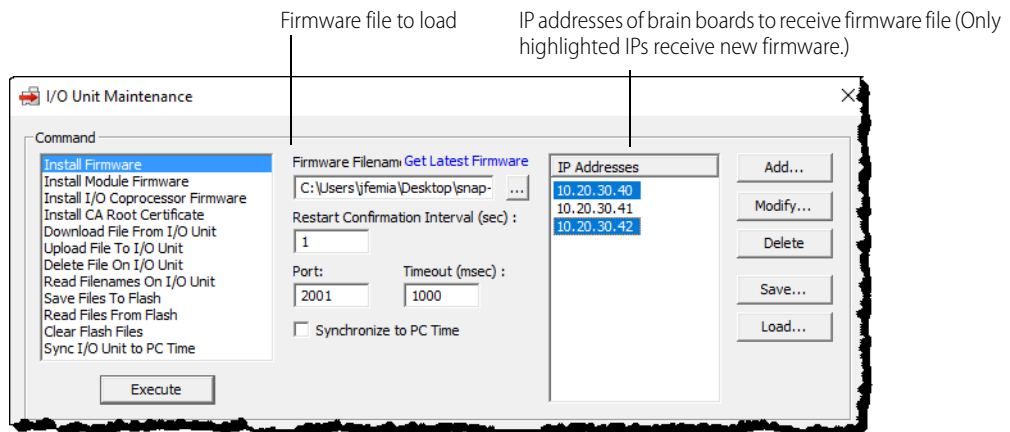 Firmware file to load
IP addresses of brain boards to receive firmware file (Only
highlighted IPs receive new firmware.)
I/O Unit Maintenance
Command
Install Firmware
Install Module Firmware
Install I/O Coprocessor Firmware
Install CA Root Certificate
Download File From I/O Unit
Upload File To I/O Unit
Delete File On I/O Unit
Read Filenames On I/O Unit
Save Files To Flash
Read Files From Flash
Clear Flash Files
Sync I/O Unit to PC Time
Execute
Firmware Filenam Get Latest Firmware
C:\Users\jfemia\Desktop\snap- ...
Restart Confirmation Interval (sec) :
1
Port: Timeout (msec) :
2001 1000
Synchronize to PC Time
IP Addresses
10.20.30.40
10.20.30.41
10.20.30.42
Add...
Modify...
Delete
Save...
Load...